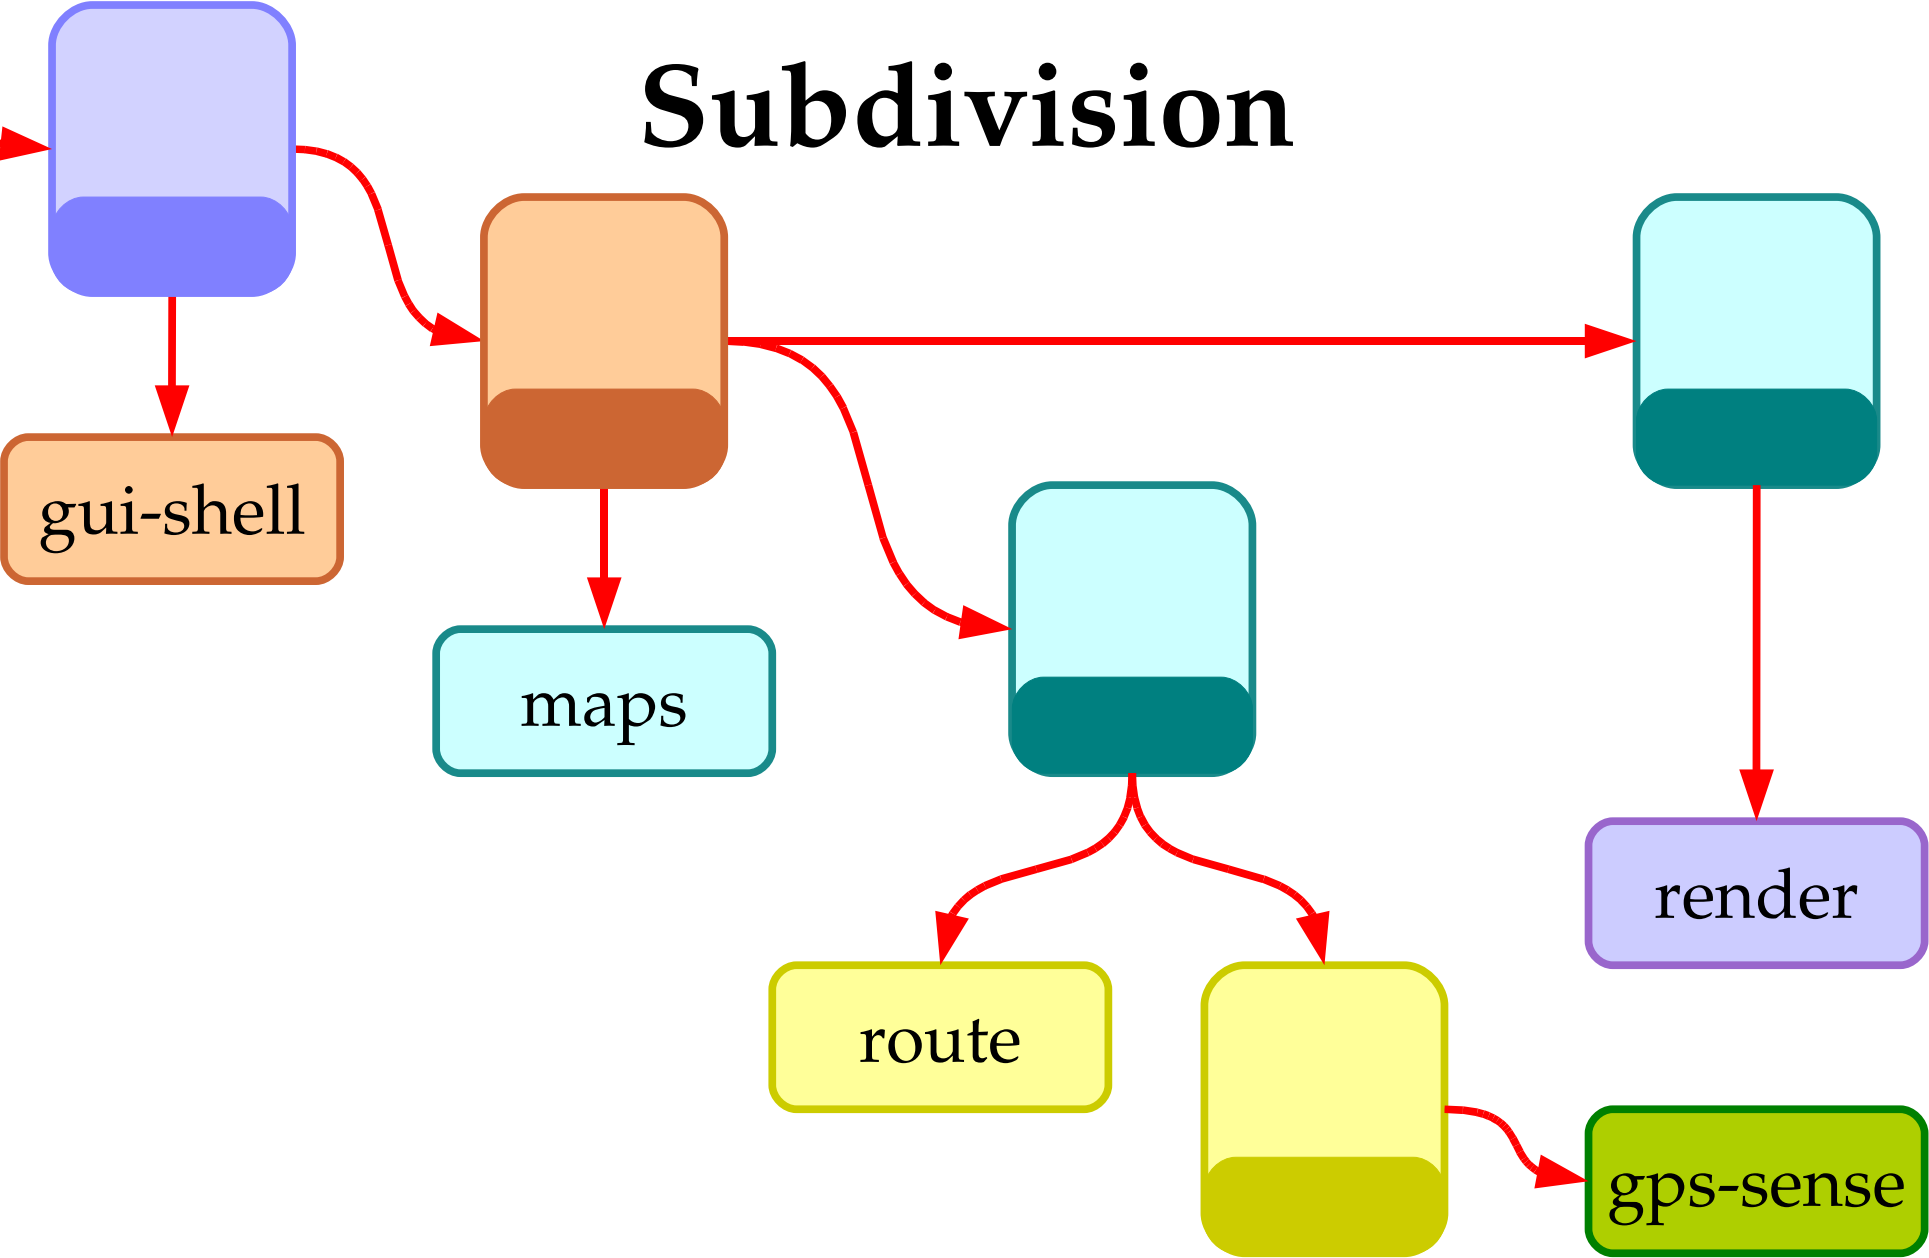 Subdivision
gui-shell
maps
render
route
gps-sense